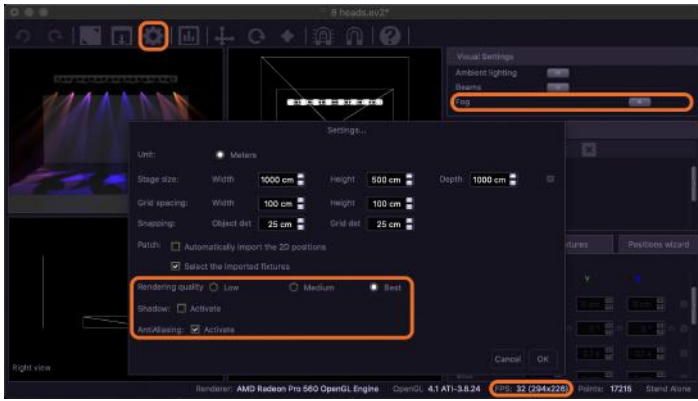 8 heads.ev2*
Visual Settings
Ambient lighting
Beams
Fog
Settings...
Unit: Meters
Stage size: Width 1000 cm Height 500 cm Depth 1000 cm
Grid spacing: Width 100 cm Height 100 cm
Snapping: Object det 25 cm Grid det 25 cm
Patch: Automatically import the 2D positions
Select the imported fixtures
Rendering quality Low Medium Best
Shadow: Activate
AntiAliasing: Activate
Cancel OK
Positions wizard
Right view
Renderer: AMD Radeon Pro 560 OpenGL Engine OpenGL 4.1 ATI-3.8.24 FPS: 32 (294x226) Points: 17215 Stand Alone